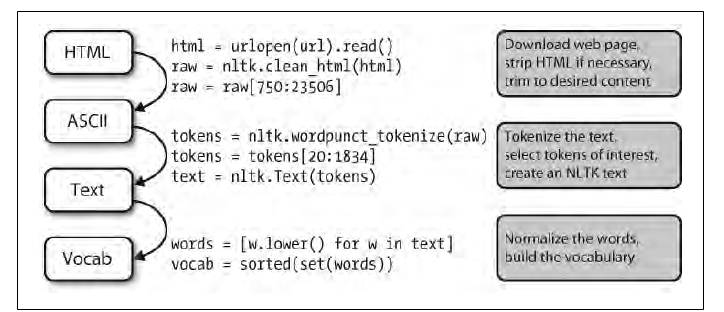 HTML
html = urlopen(url).read()
raw = nltk.clean_html(html)
raw = raw[750:23506]
Download web page,
strip HTML if necessary,
trim to desired content
ASCII
tokens = nltk.wordpunct_tokenize(raw)
tokens = tokens[20:1834]
text = nltk.Text(tokens)
Tokenize the text,
select tokens of interest,
create an NLTK text
Text
words = [w.lower() for w in text]
vocab = sorted(set(words))
Normalize the words,
build the vocabulary
Vocab